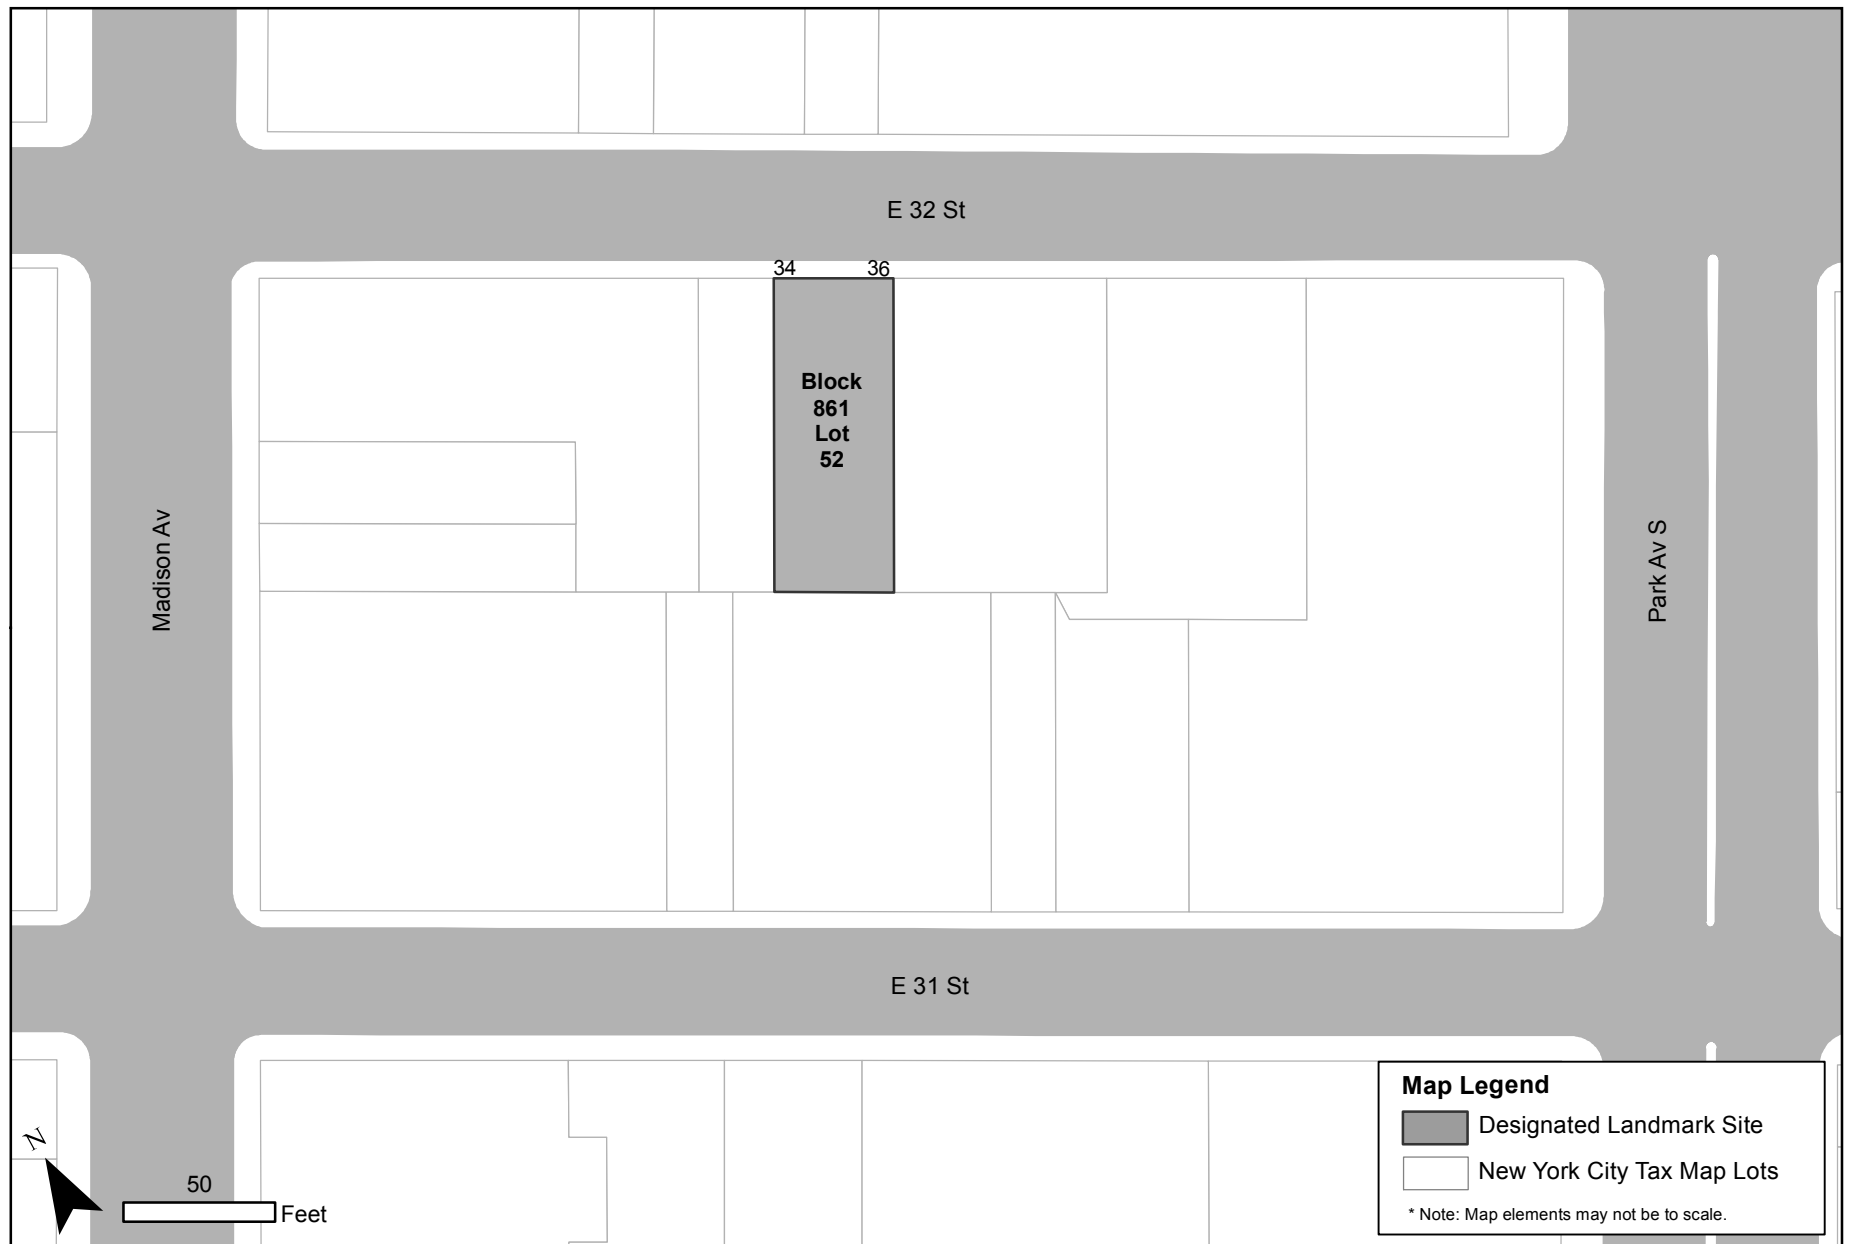 E 32 St
34 36
Block
861
Lot
52
Madison Av
Park Av S
E 31 St
Map Legend
Designated Landmark Site
New York City Tax Map Lots
* Note: Map elements may not be to scale.
N
50
Feet